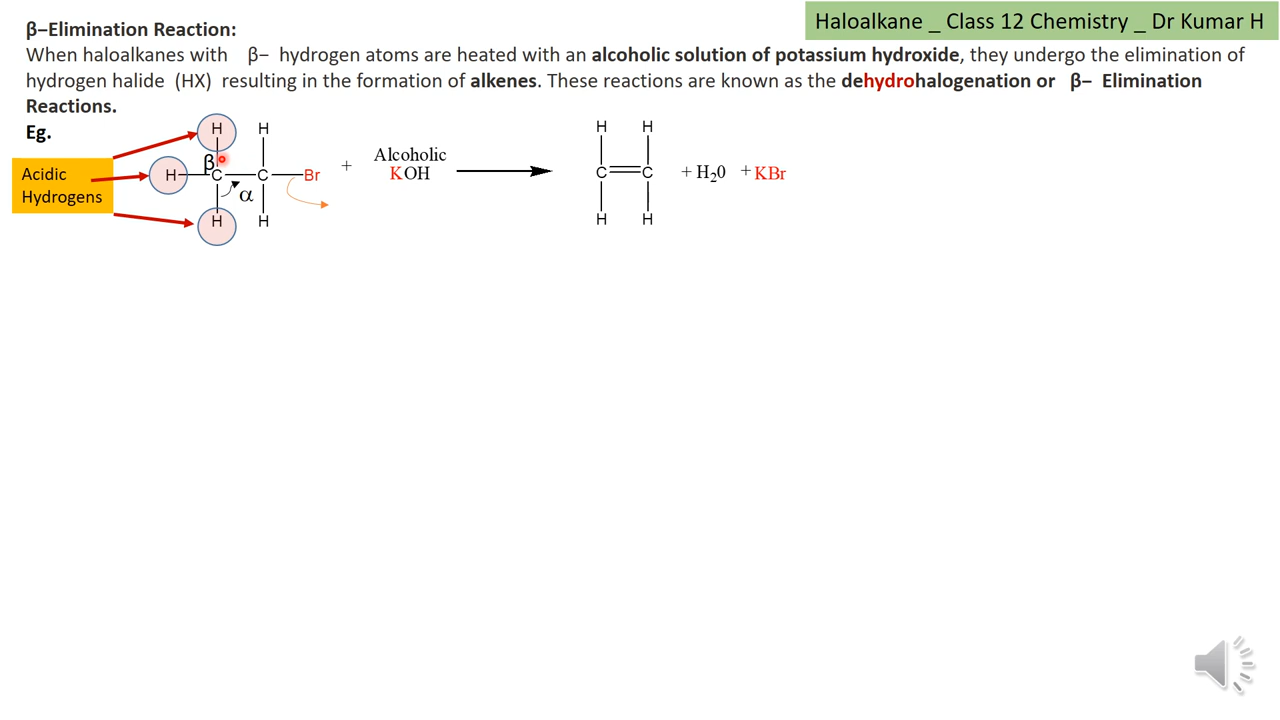 Haloalkane _ Class 12 Chemistry _ Dr Kumar H
β−Elimination Reaction:
When haloalkanes with β− hydrogen atoms are heated with an alcoholic solution of potassium hydroxide, they undergo the elimination of
hydrogen halide (HX) resulting in the formation of alkenes. These reactions are known as the dehydrohalogenation or β− Elimination
Reactions.
Eg.
Acidic
Hydrogens
H H
β
H C C Br
α
H H
+
Alcoholic
KOH
H H
C C
H H
+ H₂0 + KBr